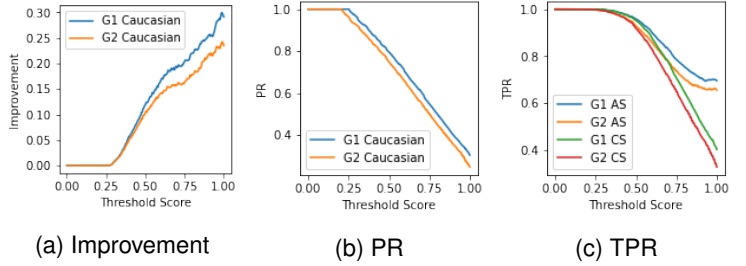 0.30
0.25
0.20
0.15
0.10
0.05
0.00
Improvement
G1 Caucasian
G2 Caucasian
0.00 0.25 0.50 0.75 1.00
Threshold Score
(a) Improvement
1.0
0.8
0.6
0.4
PR
G1 Caucasian
G2 Caucasian
0.00 0.25 0.50 0.75 1.00
Threshold Score
(b) PR
1.0
0.8
0.6
0.4
TPR
G1 AS
G2 AS
G1 CS
G2 CS
0.00 0.25 0.50 0.75 1.00
Threshold Score
(c) TPR